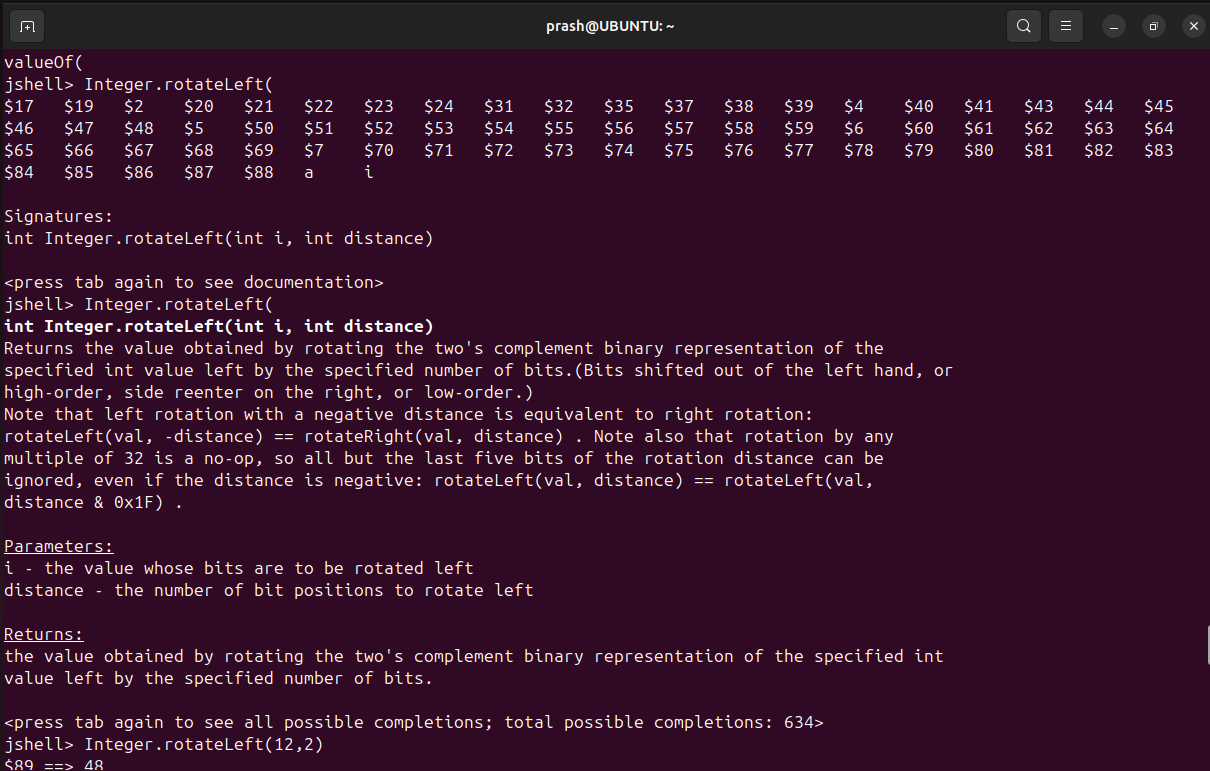 prash@UBUNTU: ~
valueOf(
jshell> Integer.rotateLeft(
$17 $19 $2 $20 $21 $22 $23 $24 $31 $32 $35 $37 $38 $39 $4 $40 $41 $43 $44 $45
$46 $47 $48 $5 $50 $51 $52 $53 $54 $55 $56 $57 $58 $59 $6 $60 $61 $62 $63 $64
$65 $66 $67 $68 $69 $7 $70 $71 $72 $73 $74 $75 $76 $77 $78 $79 $80 $81 $82 $83
$84 $85 $86 $87 $88 a i
Signatures:
int Integer.rotateLeft(int i, int distance)
<press tab again to see documentation>
jshell> Integer.rotateLeft(
int Integer.rotateLeft(int i, int distance)
Returns the value obtained by rotating the two's complement binary representation of the
specified int value left by the specified number of bits.(Bits shifted out of the left hand, or
high-order, side reenter on the right, or low-order.)
Note that left rotation with a negative distance is equivalent to right rotation:
rotateLeft(val, -distance) == rotateRight(val, distance) . Note also that rotation by any
multiple of 32 is a no-op, so all but the last five bits of the rotation distance can be
ignored, even if the distance is negative: rotateLeft(val, distance) == rotateLeft(val,
distance & 0x1F) .
Parameters:
i - the value whose bits are to be rotated left
distance - the number of bit positions to rotate left
Returns:
the value obtained by rotating the two's complement binary representation of the specified int
value left by the specified number of bits.
<press tab again to see all possible completions; total possible completions: 634>
jshell> Integer.rotateLeft(12,2)
$89 ==> 48